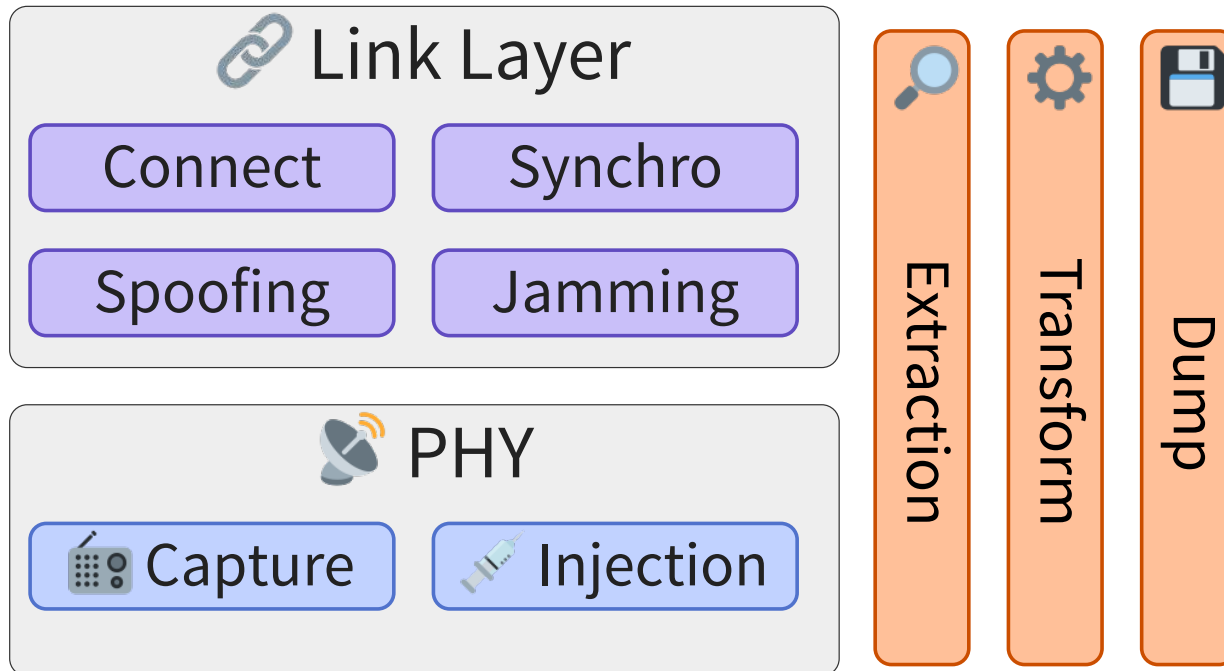 Link Layer
Connect
Synchro
Spoofing
Jamming
PHY
Capture
Injection
Extraction
Transform
Dump